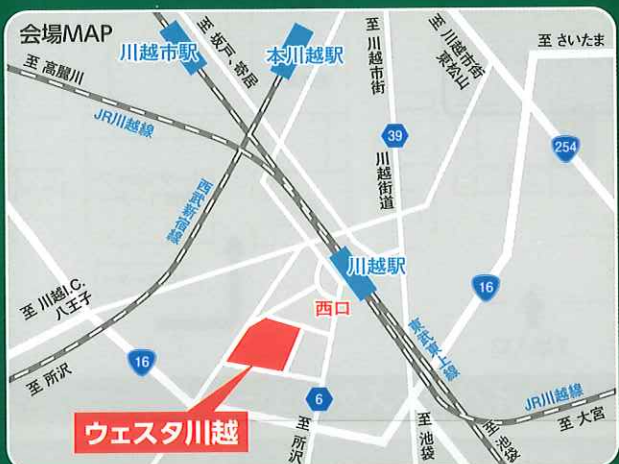 会場MAP
川越市駅
至 坂戸、寄居
本川越駅
至 川越市街
至 川越市街
東松山
至 さいたま
至 高麗川
JR川越線
39
川越街道
254
西武新宿線
川越駅
西口
16
至 川越I.C.
八王子
16
至 所沢
東武東上線
6
至 所沢
ウェスタ川越
至 池袋
至 池袋
JR川越線
至 大宮